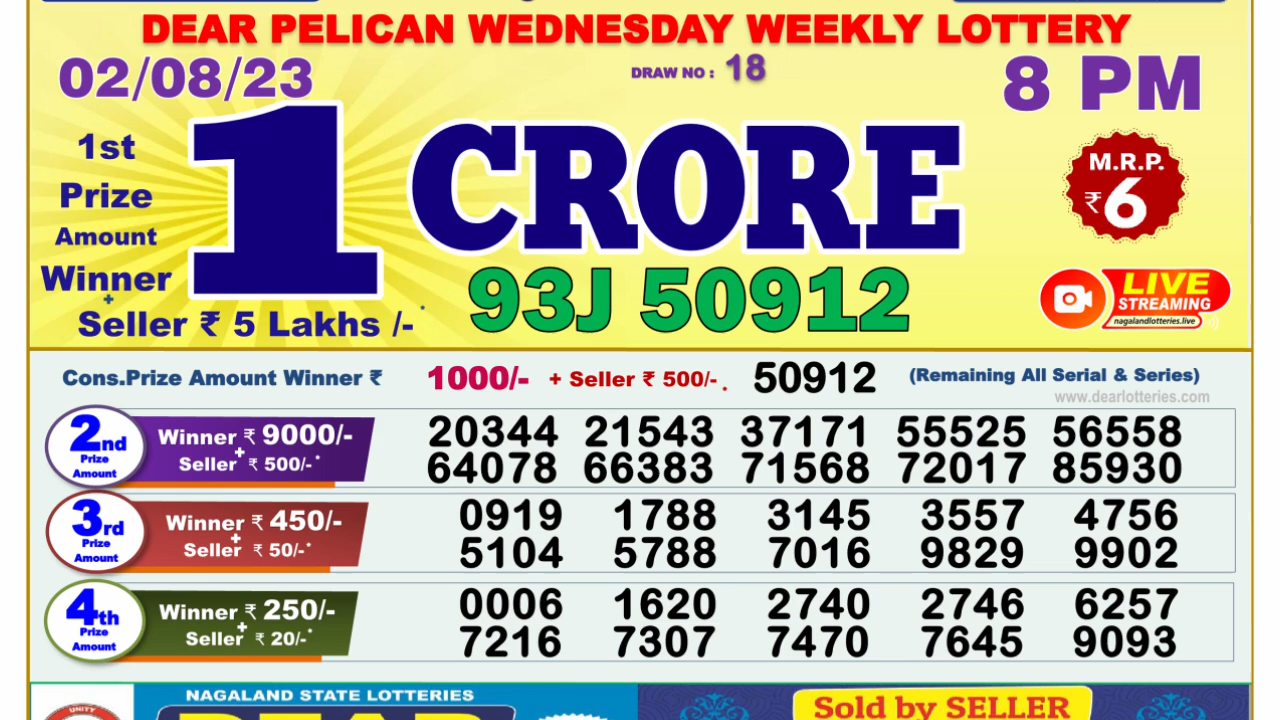 DEAR PELICAN WEDNESDAY WEEKLY LOTTERY
02/08/23
DRAW NO : 18
8 PM
1st
Prize
Amount
Winner
+
Seller ₹ 5 Lakhs /-*
1 CRORE
93J 50912
M.R.P.
₹ 6
LIVE
STREAMING
nagalandlotteries.live
Cons.Prize Amount Winner ₹ 1000/- + Seller ₹ 500/- . 50912 (Remaining All Serial & Series)
www.dearlotteries.com
2nd
Prize
Amount
Winner ₹ 9000/-
+
Seller ₹ 500/-*
20344 21543 37171 55525 56558
64078 66383 71568 72017 85930
3rd
Prize
Amount
Winner ₹ 450/-
+
Seller ₹ 50/-*
0919 1788 3145 3557 4756
5104 5788 7016 9829 9902
4th
Prize
Amount
Winner ₹ 250/-
+
Seller ₹ 20/-*
0006 1620 2740 2746 6257
7216 7307 7470 7645 9093
UNITY
NAGALAND STATE LOTTERIES
DEAR
Sold by SELLER